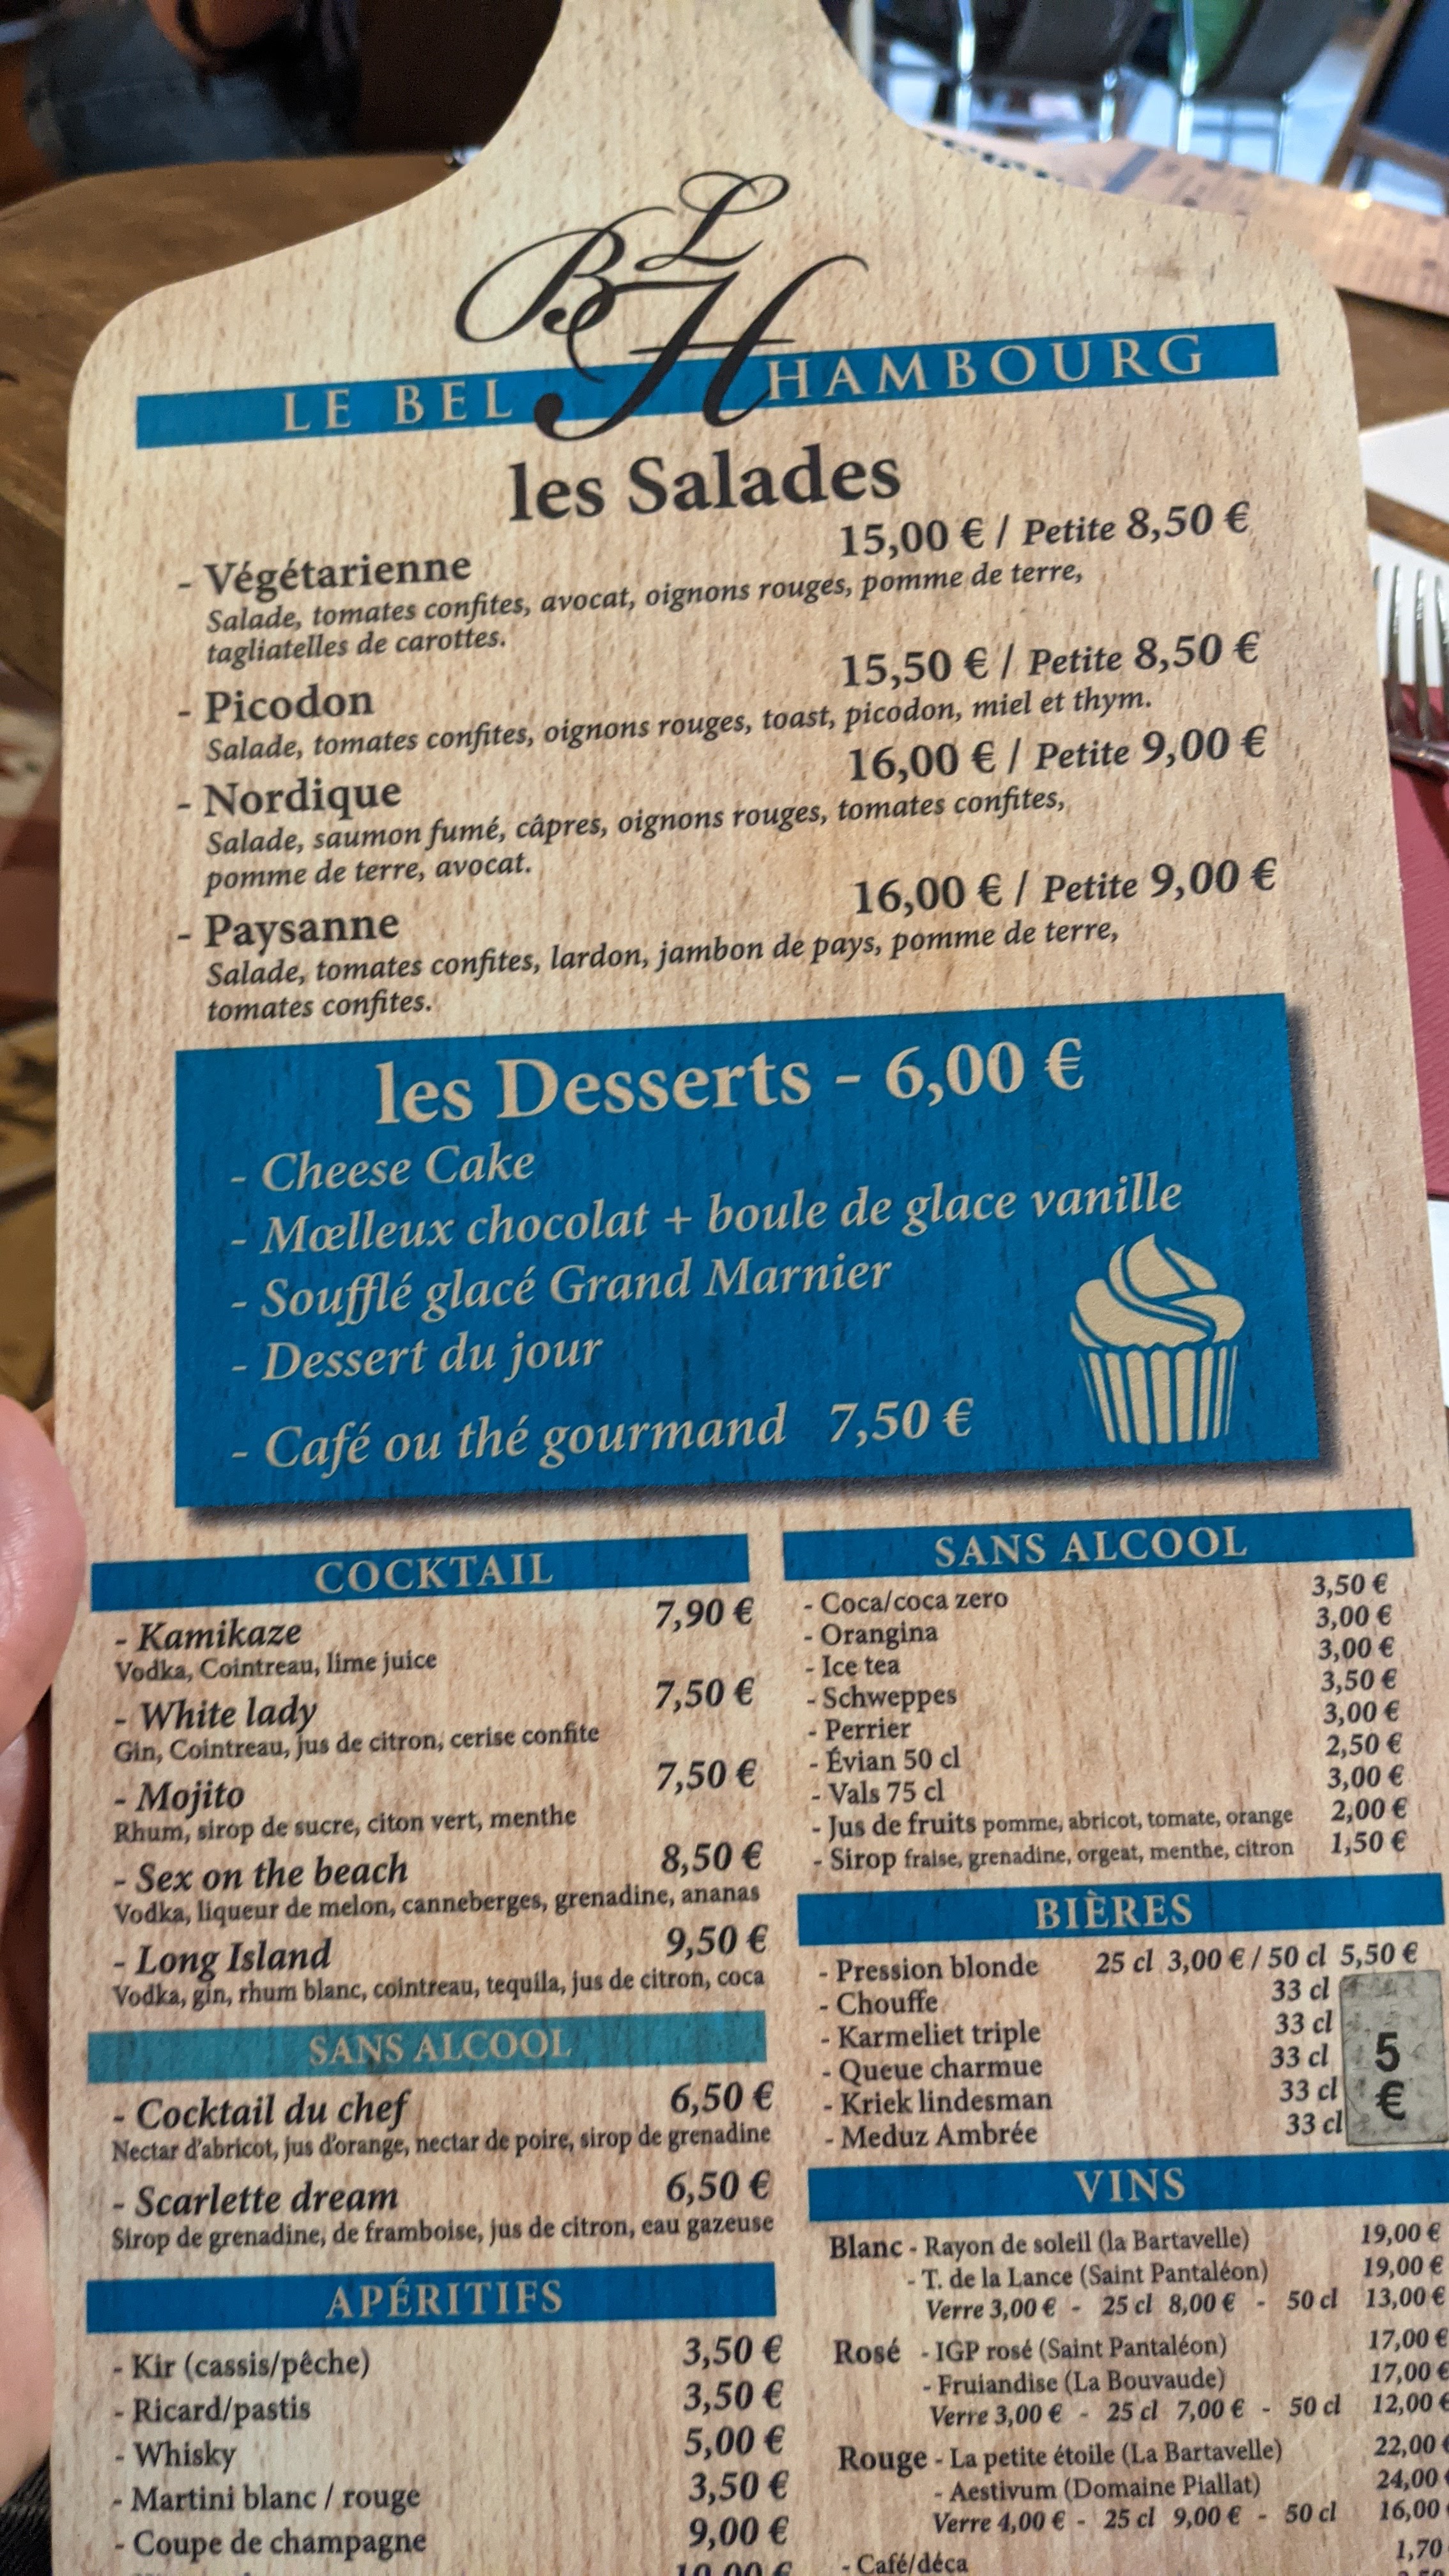 B L H
LE BEL HAMBOURG
les Salades
- Végétarienne 15,00 € / Petite 8,50 €
Salade, tomates confites, avocat, oignons rouges, pomme de terre,
tagliatelles de carottes.
- Picodon 15,50 € / Petite 8,50 €
Salade, tomates confites, oignons rouges, toast, picodon, miel et thym.
- Nordique 16,00 € / Petite 9,00 €
Salade, saumon fumé, câpres, oignons rouges, tomates confites,
pomme de terre, avocat.
- Paysanne 16,00 € / Petite 9,00 €
Salade, tomates confites, lardon, jambon de pays, pomme de terre,
tomates confites.
les Desserts - 6,00 €
- Cheese Cake
- Mœlleux chocolat + boule de glace vanille
- Soufflé glacé Grand Marnier
- Dessert du jour
- Café ou thé gourmand 7,50 €
COCKTAIL
- Kamikaze 7,90 €
Vodka, Cointreau, lime juice
- White lady 7,50 €
Gin, Cointreau, jus de citron, cerise confite
- Mojito 7,50 €
Rhum, sirop de sucre, citon vert, menthe
- Sex on the beach 8,50 €
Vodka, liqueur de melon, canneberges, grenadine, ananas
- Long Island 9,50 €
Vodka, gin, rhum blanc, cointreau, tequila, jus de citron, coca
SANS ALCOOL
- Cocktail du chef 6,50 €
Nectar d'abricot, jus d'orange, nectar de poire, sirop de grenadine
- Scarlette dream 6,50 €
Sirop de grenadine, de framboise, jus de citron, eau gazeuse
APÉRITIFS
- Kir (cassis/pêche) 3,50 €
- Ricard/pastis 3,50 €
- Whisky 5,00 €
- Martini blanc / rouge 3,50 €
- Coupe de champagne 9,00 €
10,00 €
SANS ALCOOL
- Coca/coca zero 3,50 €
- Orangina 3,00 €
- Ice tea 3,00 €
- Schweppes 3,50 €
- Perrier 3,00 €
- Évian 50 cl 2,50 €
- Vals 75 cl 3,00 €
- Jus de fruits pomme, abricot, tomate, orange 2,00 €
- Sirop fraise, grenadine, orgeat, menthe, citron 1,50 €
BIÈRES
- Pression blonde 25 cl 3,00 € / 50 cl 5,50 €
- Chouffe 33 cl
- Karmeliet triple 33 cl
- Queue charmue 33 cl
- Kriek lindesman 33 cl
- Meduz Ambrée 33 cl
5
€
VINS
Blanc - Rayon de soleil (la Bartavelle) 19,00 €
- T. de la Lance (Saint Pantaléon) 19,00 €
Verre 3,00 € - 25 cl 8,00 € - 50 cl 13,00 €
Rosé - IGP rosé (Saint Pantaléon) 17,00 €
- Fruiandise (La Bouvaude) 17,00 €
Verre 3,00 € - 25 cl 7,00 € - 50 cl 12,00 €
Rouge - La petite étoile (La Bartavelle) 22,00 €
- Aestivum (Domaine Piallat) 24,00
Verre 4,00 € - 25 cl 9,00 € - 50 cl 16,00
- Café/déca 1,70